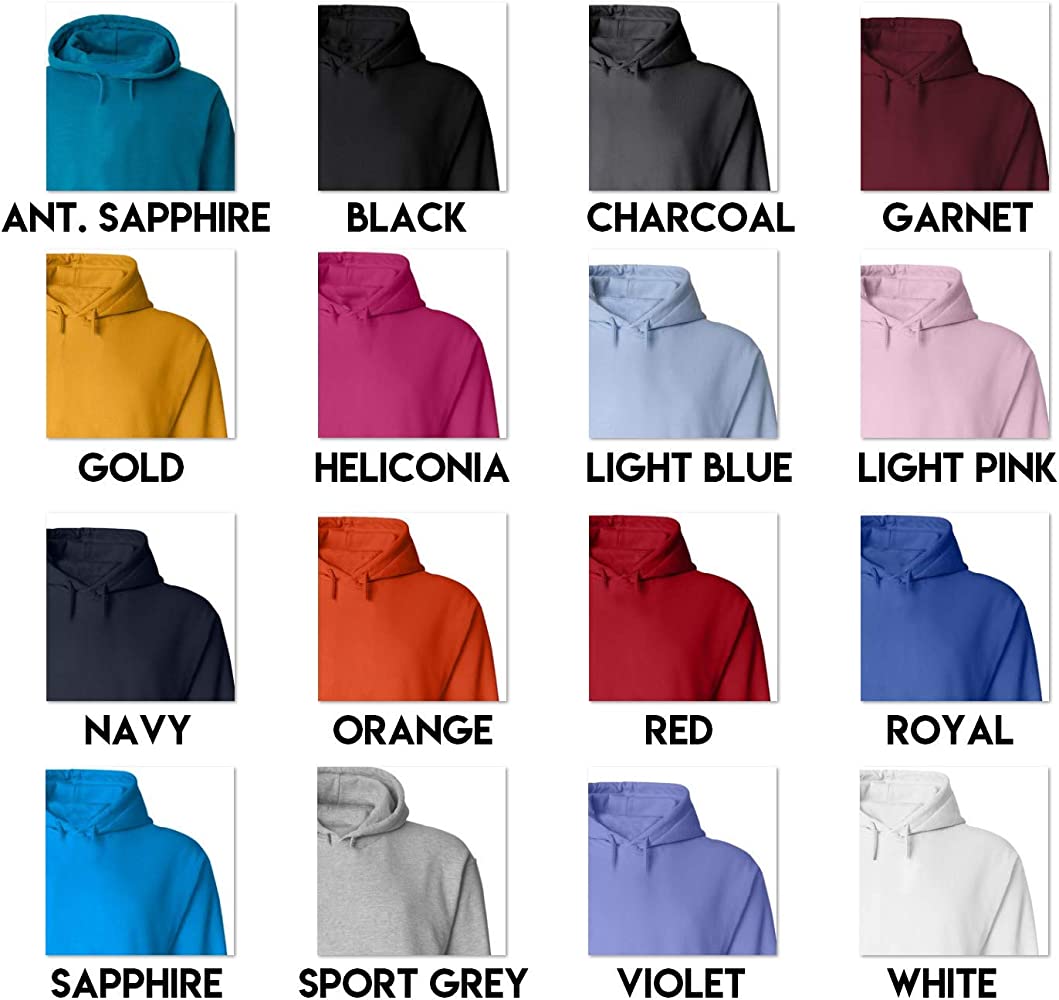 ANT. SAPPHIRE
BLACK
CHARCOAL
GARNET
GOLD
HELICONIA
LIGHT BLUE
LIGHT PINK
NAVY
ORANGE
RED
ROYAL
SAPPHIRE
SPORT GREY
VIOLET
WHITE